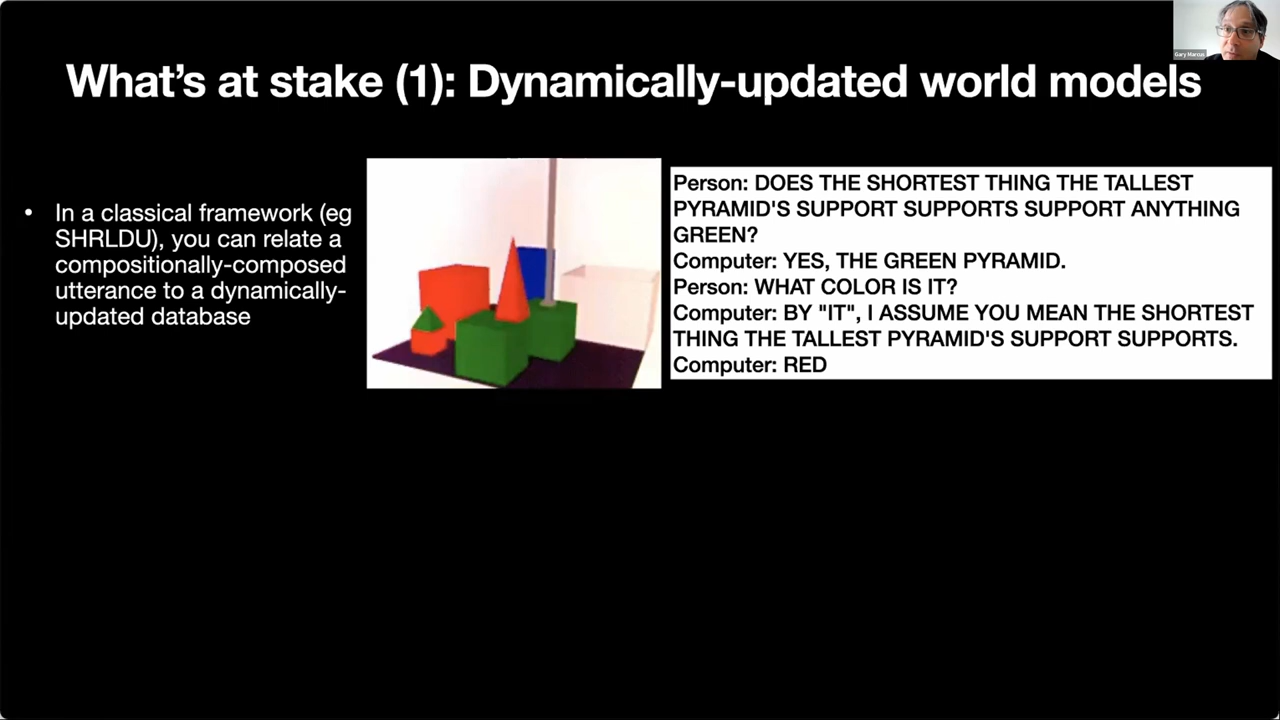 Gary Marcus
What's at stake (1): Dynamically-updated world models
• In a classical framework (eg
SHRLDU), you can relate a
compositionally-composed
utterance to a dynamically-
updated database
Person: DOES THE SHORTEST THING THE TALLEST
PYRAMID'S SUPPORT SUPPORTS SUPPORT ANYTHING
GREEN?
Computer: YES, THE GREEN PYRAMID.
Person: WHAT COLOR IS IT?
Computer: BY "IT", I ASSUME YOU MEAN THE SHORTEST
THING THE TALLEST PYRAMID'S SUPPORT SUPPORTS.
Computer: RED